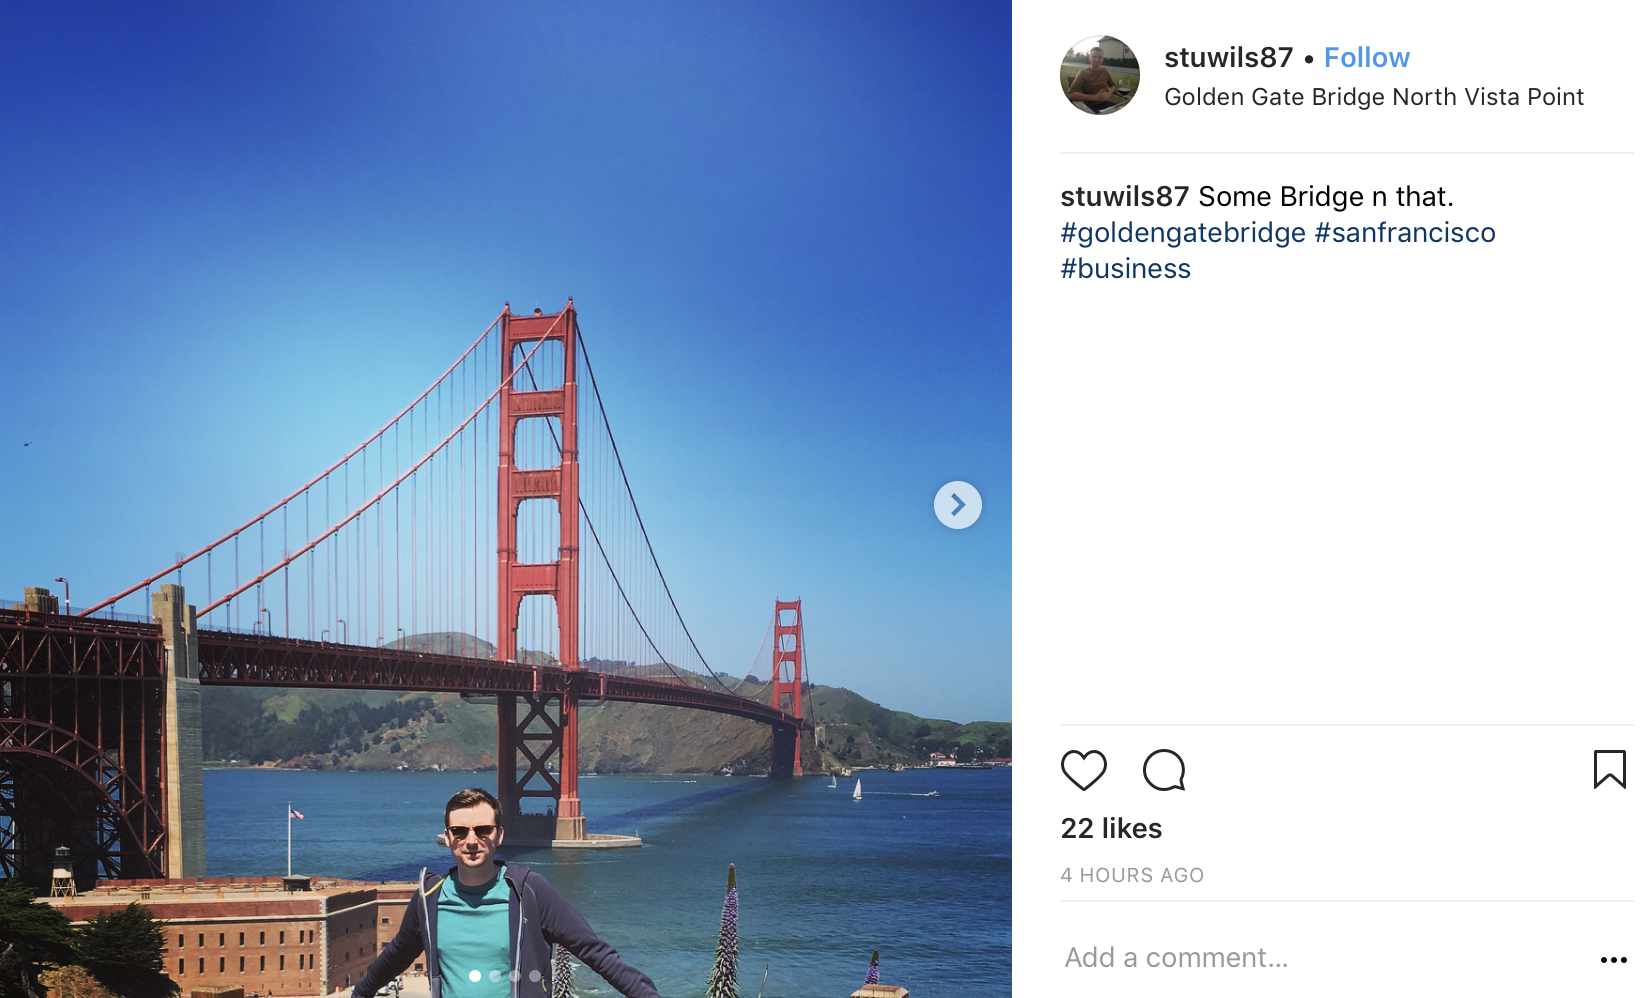 stuwils87 • Follow
Golden Gate Bridge North Vista Point
stuwils87 Some Bridge n that.
#goldengatebridge #sanfrancisco
#business
22 likes
4 HOURS AGO
Add a comment...